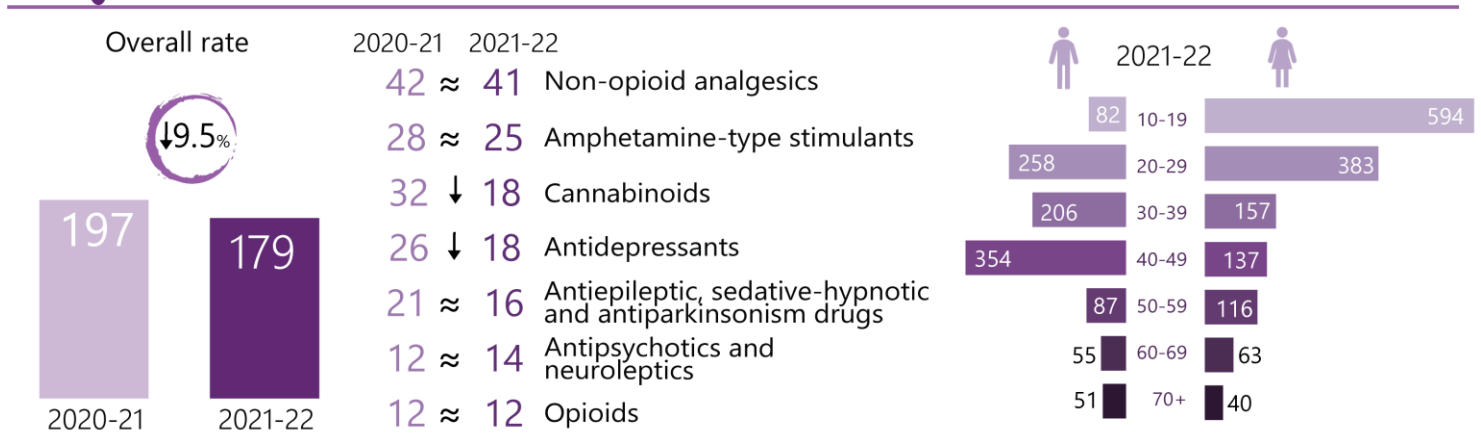 Overall rate
↓9.5%
197
179
2020-21
2021-22
2020-21 2021-22
42 ≈ 41 Non-opioid analgesics
28 ≈ 25 Amphetamine-type stimulants
32 ↓ 18 Cannabinoids
26 ↓ 18 Antidepressants
21 ≈ 16 Antiepileptic, sedative-hypnotic
and antiparkinsonism drugs
12 ≈ 14 Antipsychotics and
neuroleptics
12 ≈ 12 Opioids
2021-22
82 10-19 594
258 20-29 383
206 30-39 157
354 40-49 137
87 50-59 116
55 60-69 63
51 70+ 40